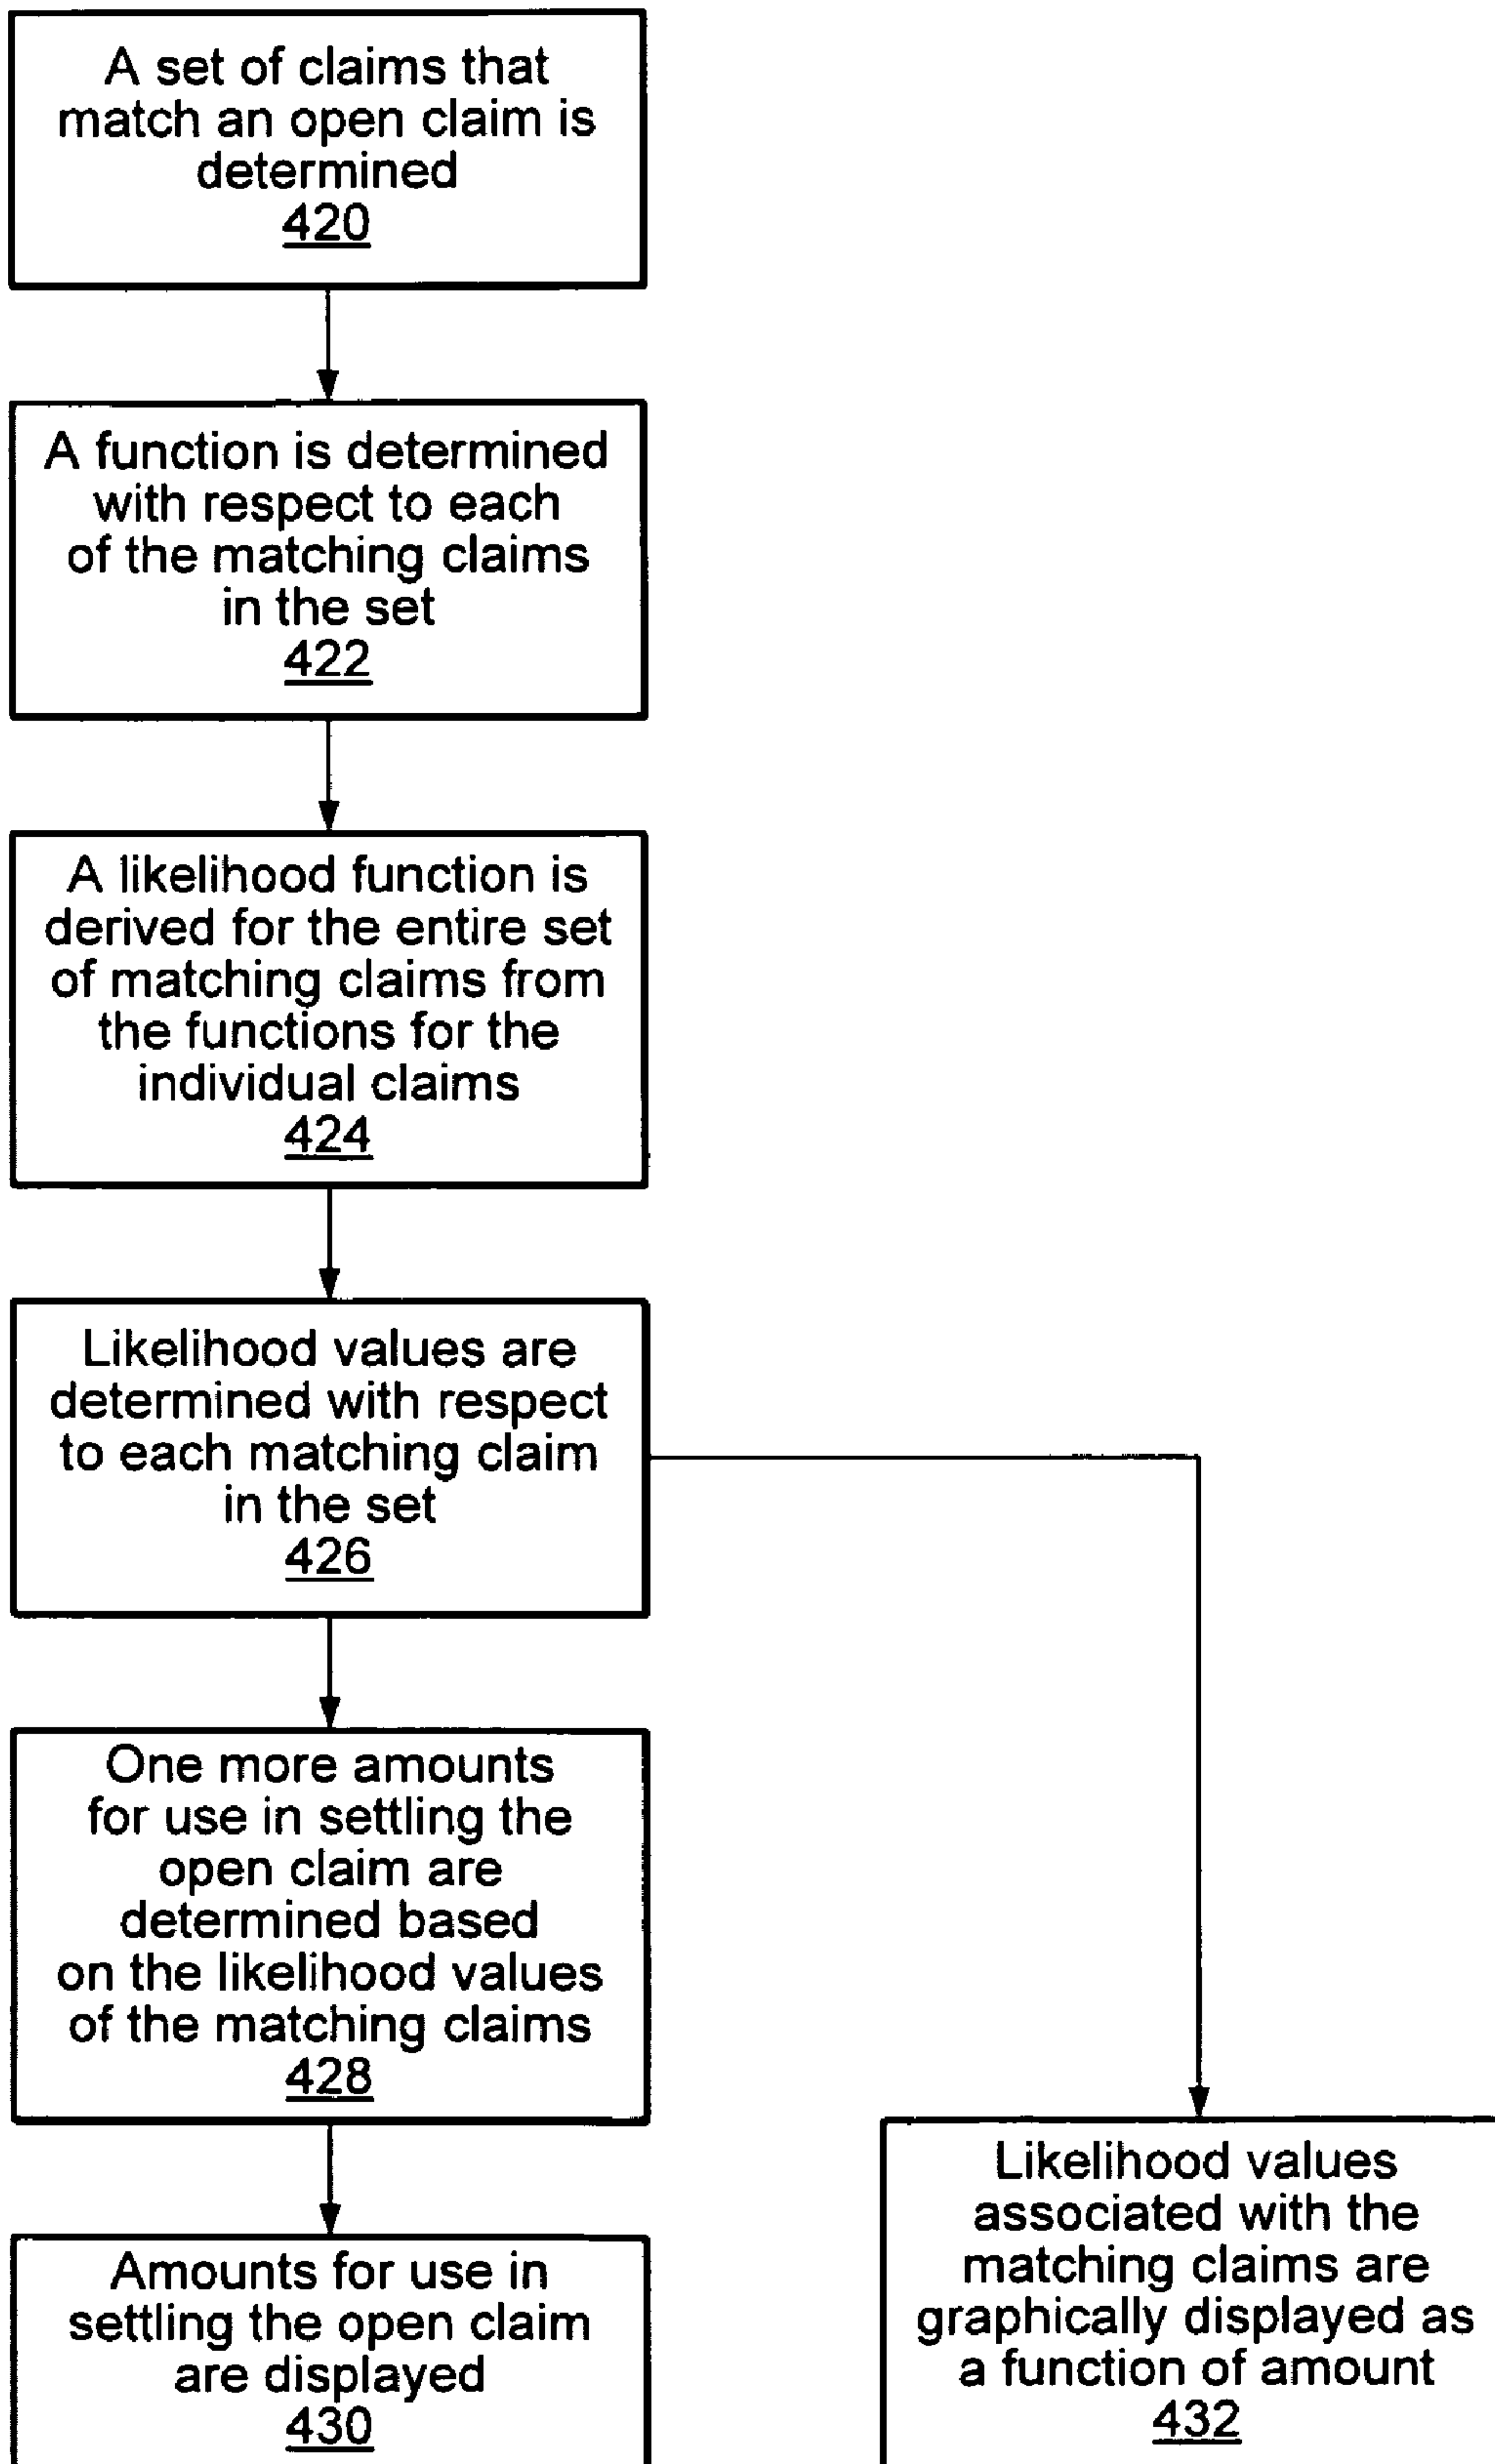 A set of claims that
match an open claim is
determined
420
A function is determined
with respect to each
of the matching claims
in the set
422
A likelihood function is
derived for the entire set
of matching claims from
the functions for the
individual claims
424
Likelihood values are
determined with respect
to each matching claim
in the set
426
One more amounts
for use in settling the
open claim are
determined based
on the likelihood values
of the matching claims
428
Amounts for use in
settling the open claim
are displayed
430
Likelihood values
associated with the
matching claims are
graphically displayed as
a function of amount
432